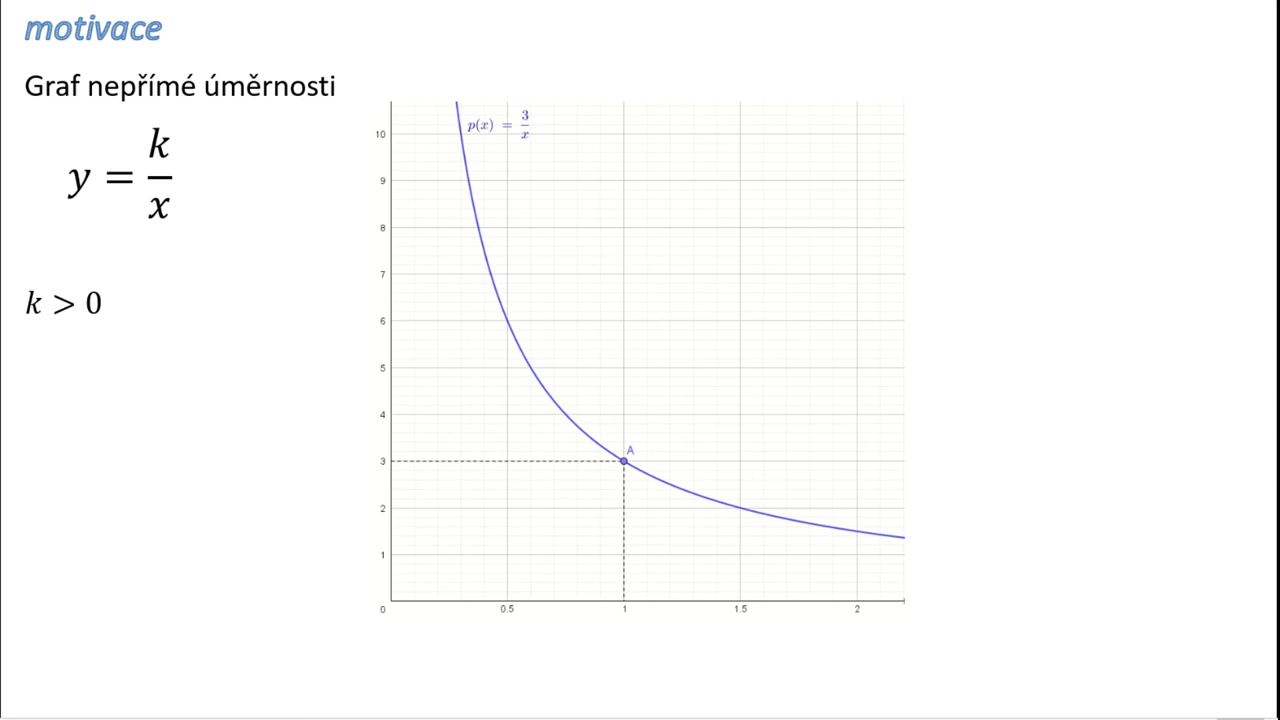 motivace
Graf nepřímé úměrnosti
y = k/x
k > 0
p(x) = 3/x
10
9
8
7
6
5
4
A
3
2
1
0 0.5 1 1.5 2